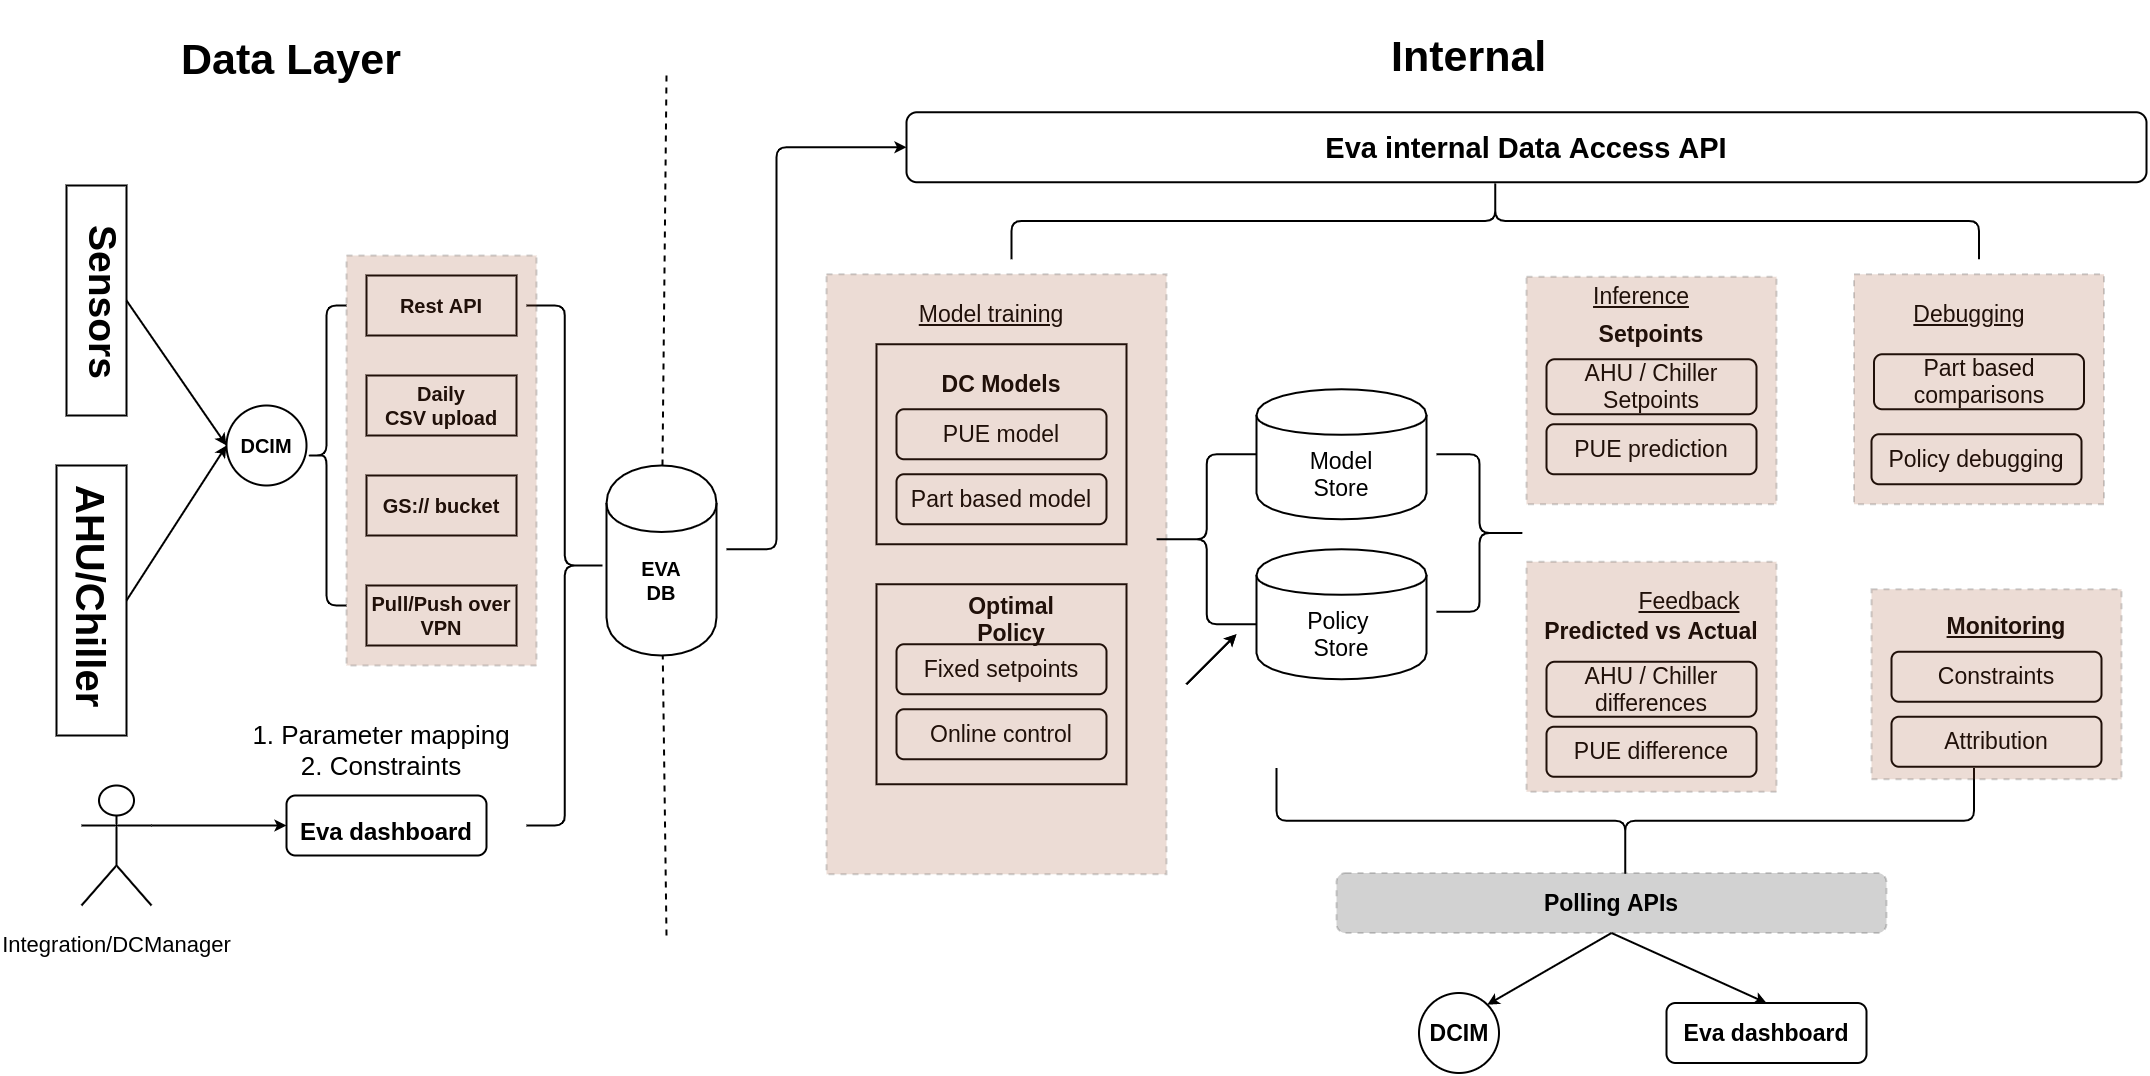 Data Layer
Internal
Eva internal Data Access API
Sensors
AHU/Chiller
DCIM
Rest API
Daily
CSV upload
GS:// bucket
Pull/Push over
VPN
1. Parameter mapping
2. Constraints
Eva dashboard
Integration/DCManager
EVA
DB
Model training
DC Models
PUE model
Part based model
Optimal
Policy
Fixed setpoints
Online control
Model
Store
Policy
Store
Inference
Setpoints
AHU / Chiller
Setpoints
PUE prediction
Debugging
Part based
comparisons
Policy debugging
Feedback
Predicted vs Actual
AHU / Chiller
differences
PUE difference
Monitoring
Constraints
Attribution
Polling APIs
DCIM
Eva dashboard